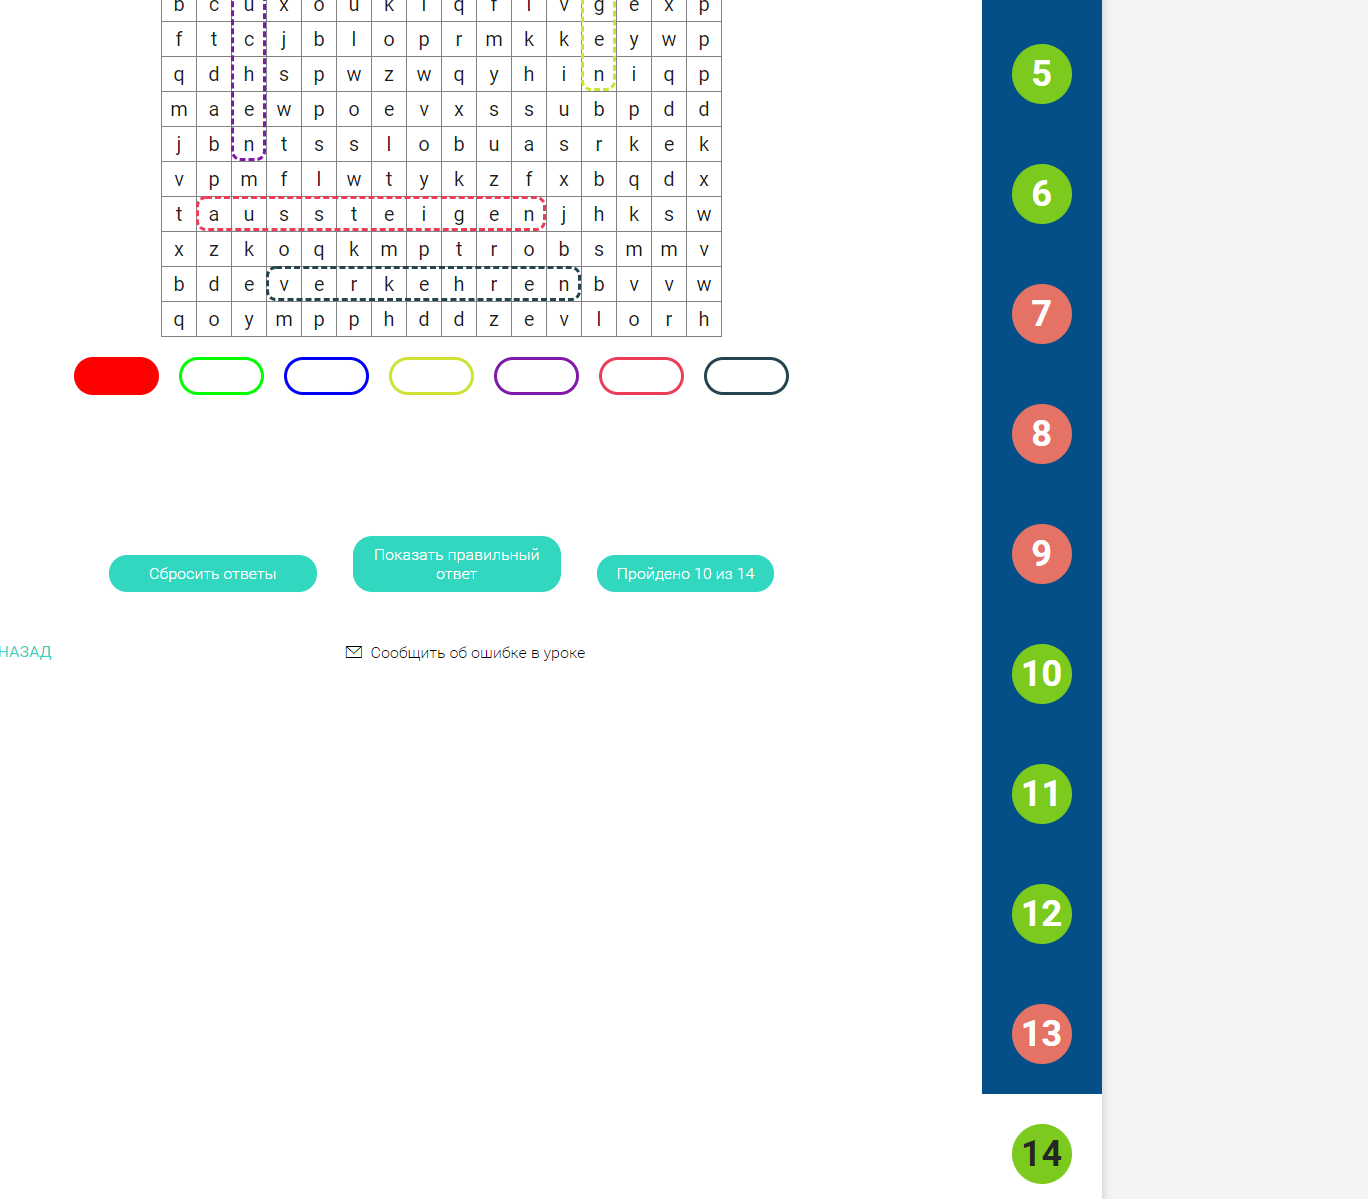 b c u x o u k l q f l v g e x p
f t c j b l o p r m k k e y w p
q d h s p w z w q y h i n i q p
m a e w p o e v x s s u b p d d
j b n t s s l o b u a s r k e k
v p m f l w t y k z f x b q d x
t a u s s t e i g e n j h k s w
x z k o q k m p t r o b s m m v
b d e v e r k e h r e n b v v w
q o y m p p h d d z e v l o r h
Сбросить ответы
Показать правильный
ответ
Пройдено 10 из 14
НАЗАД
Сообщить об ошибке в уроке
5
6
7
8
9
10
11
12
13
14